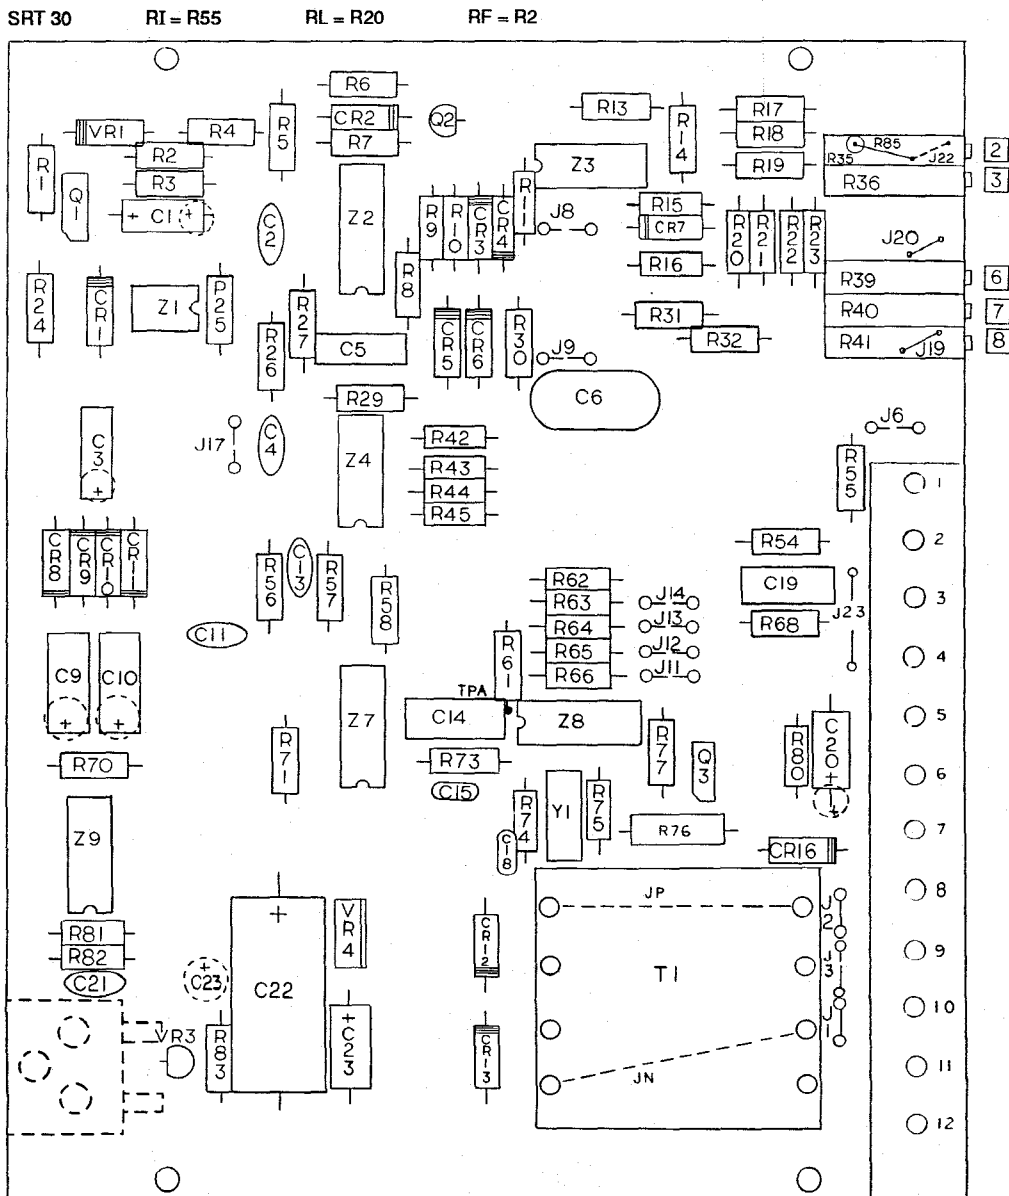 SRT 30 RI = R55 RL = R20 RF = R2
R6
CR2
R7
Q2
R13
R14
R17
R18
R19
VR1
R4
R5
R2
R3
+ C1 +
R1
Q1
C2
Z2
R9
R10
CR3
CR4
R11
Z3
J8
R15
CR7
R16
R20
R21
R22
R23
R35
R85
J22
2
R36
3
J20
R39
6
R40
7
R41
J19
8
R24
CR1
Z1
R25
R26
R27
R8
C5
CR5
CR6
R30
J9
R31
R32
R29
C6
J6
C3
+
J17
C4
Z4
R42
R43
R44
R45
R55
1
2
3
4
5
6
7
8
9
10
11
12
R54
C19
R68
J23
CR8
CR9
CR10
CR11
R56
C13
R57
R58
R62
R63
R64
R65
R66
J14
J13
J12
J11
C11
C9
+
C10
+
R61
TPA
C14
Z8
Z7
R71
R70
R73
C15
R77
Q3
R80
C20
+
+
Z9
C18
R74
Y1
R75
R76
CR16
JP
T1
JN
J2
J3
J1
+
C22
VR4
CR12
R81
R82
C21
+
C23
VR3
R83
+
C23
CR13